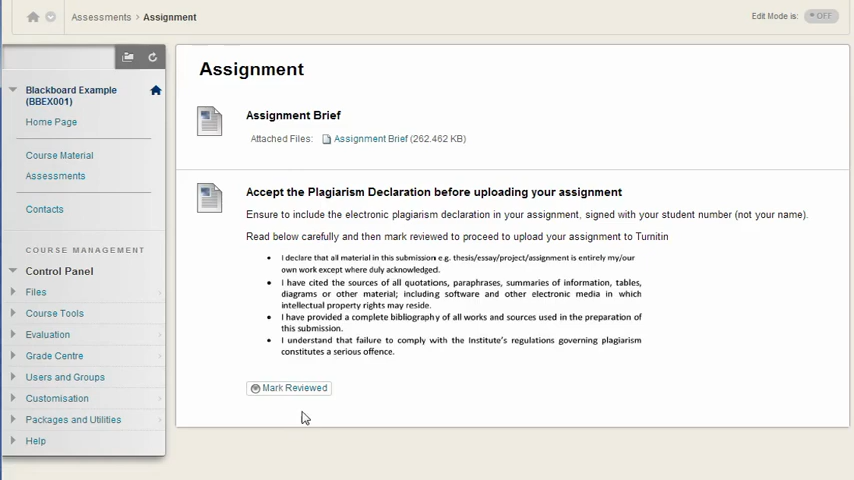 Assessments > Assignment
Edit Mode is: OFF
Assignment
Blackboard Example
(BBEX001)
Home Page
Course Material
Assessments
Contacts
COURSE MANAGEMENT
Control Panel
Files
Course Tools
Evaluation
Grade Centre
Users and Groups
Customisation
Packages and Utilities
Help
Assignment Brief
Attached Files: Assignment Brief (262.462 KB)
Accept the Plagiarism Declaration before uploading your assignment
Ensure to include the electronic plagiarism declaration in your assignment, signed with your student number (not your name).
Read below carefully and then mark reviewed to proceed to upload your assignment to Turnitin
• I declare that all material in this submission e.g. thesis/essay/project/assignment is entirely my/our
own work except where duly acknowledged.
• I have cited the sources of all quotations, paraphrases, summaries of information, tables,
diagrams or other material; including software and other electronic media in which
intellectual property rights may reside.
• I have provided a complete bibliography of all works and sources used in the preparation of
this submission.
• I understand that failure to comply with the Institute's regulations governing plagiarism
constitutes a serious offence.
Mark Reviewed